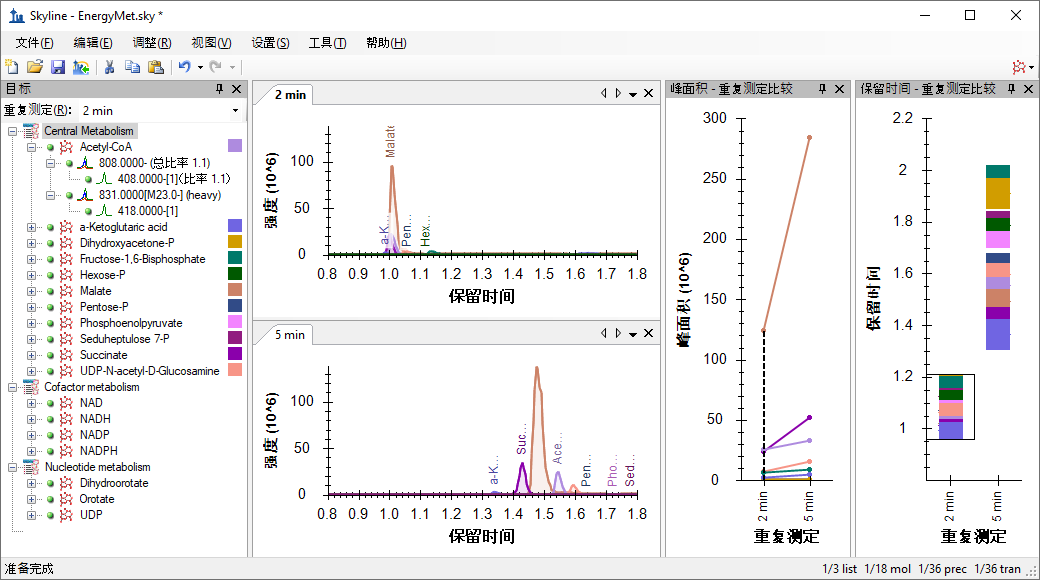 Skyline - EnergyMet.sky *
文件(F) 编辑(E) 调整(R) 视图(V) 设置(S) 工具(T) 帮助(H)
目标
重复测定(R): 2 min
Central Metabolism
Acetyl-CoA
808.0000- (总比率 1.1)
408.0000-[1](比率 1.1)
831.0000[M23.0-] (heavy)
418.0000-[1]
a-Ketoglutaric acid
Dihydroxyacetone-P
Fructose-1,6-Bisphosphate
Hexose-P
Malate
Pentose-P
Phosphoenolpyruvate
Seduheptulose 7-P
Succinate
UDP-N-acetyl-D-Glucosamine
Cofactor metabolism
NAD
NADH
NADP
NADPH
Nucleotide metabolism
Dihydroorotate
Orotate
UDP
2 min
强度 (10^6)
100
50
0
Malate
a-K...
Pen...
Hex...
0.8 0.9 1.0 1.1 1.2 1.3 1.4 1.5 1.6 1.7 1.8
保留时间
5 min
强度 (10^6)
100
50
0
a-K...
Suc...
Ace...
Pen...
Pho...
Sed...
0.8 0.9 1.0 1.1 1.2 1.3 1.4 1.5 1.6 1.7 1.8
保留时间
峰面积 - 重复测定比较
峰面积 (10^6)
300
250
200
150
100
50
0
2 min
5 min
重复测定
保留时间 - 重复测定比较
保留时间
2.2
2
1.8
1.6
1.4
1.2
1
2 min
5 min
重复测定
准备完成
1/3 list 1/18 mol 1/36 prec 1/36 tran